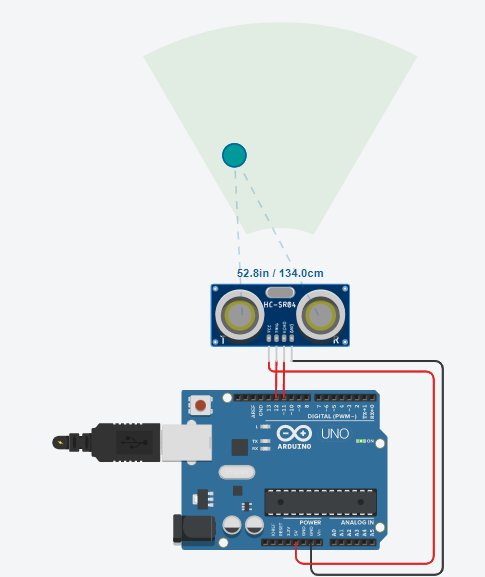 52.8in / 134.0cm
HC-SR04
VCC
TRIG
ECHO
GND
T
R
AREF
GND
13
12
~11
~10
~9
8
7
~6
~5
4
~3
2
TX→1
RX←0
DIGITAL (PWM~)
L
TX
RX
UNO
ARDUINO
ON
POWER
ANALOG IN
IOREF
RESET
3.3V
5V
GND
GND
Vin
A0
A1
A2
A3
A4
A5